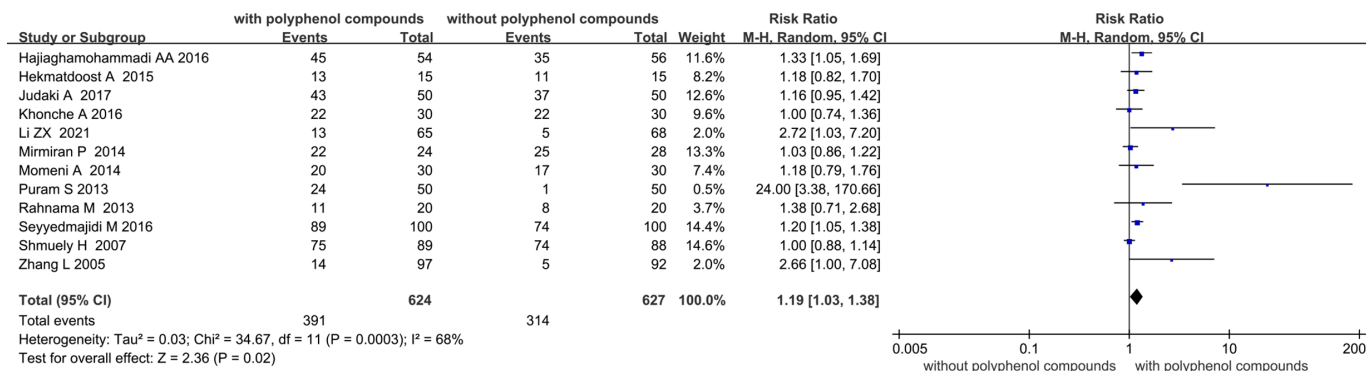 with polyphenol compounds without polyphenol compounds Risk Ratio Risk Ratio
Study or Subgroup Events Total Events Total Weight M-H, Random, 95% CI M-H, Random, 95% CI
Hajiaghamohammadi AA 2016 45 54 35 56 11.6% 1.33 [1.05, 1.69]
Hekmatdoost A 2015 13 15 11 15 8.2% 1.18 [0.82, 1.70]
Judaki A 2017 43 50 37 50 12.6% 1.16 [0.95, 1.42]
Khonche A 2016 22 30 22 30 9.6% 1.00 [0.74, 1.36]
Li ZX 2021 13 65 5 68 2.0% 2.72 [1.03, 7.20]
Mirmiran P 2014 22 24 25 28 13.3% 1.03 [0.86, 1.22]
Momeni A 2014 20 30 17 30 7.4% 1.18 [0.79, 1.76]
Puram S 2013 24 50 1 50 0.5% 24.00 [3.38, 170.66]
Rahnama M 2013 11 20 8 20 3.7% 1.38 [0.71, 2.68]
Seyyedmajidi M 2016 89 100 74 100 14.4% 1.20 [1.05, 1.38]
Shmuely H 2007 75 89 74 88 14.6% 1.00 [0.88, 1.14]
Zhang L 2005 14 97 5 92 2.0% 2.66 [1.00, 7.08]
Total (95% CI) 624 627 100.0% 1.19 [1.03, 1.38]
Total events 391 314
Heterogeneity: Tau² = 0.03; Chi² = 34.67, df = 11 (P = 0.0003); I² = 68%
Test for overall effect: Z = 2.36 (P = 0.02)
0.005 0.1 1 10 200
without polyphenol compounds with polyphenol compounds